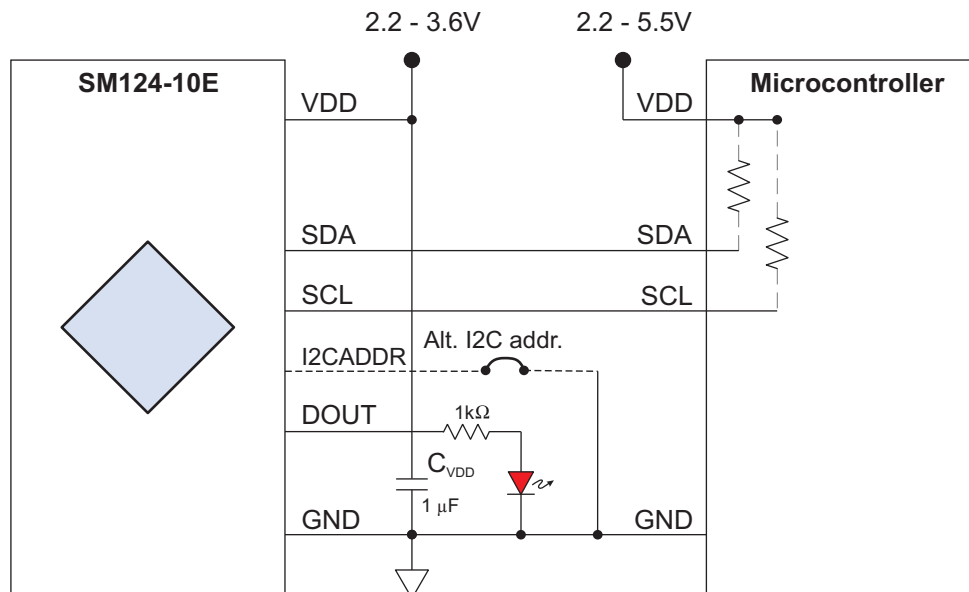 2.2 - 3.6V
2.2 - 5.5V
SM124-10E
Microcontroller
VDD
VDD
SDA
SDA
SCL
SCL
I2CADDR
Alt. I2C addr.
DOUT
1kΩ
CVDD
1 μF
GND
GND